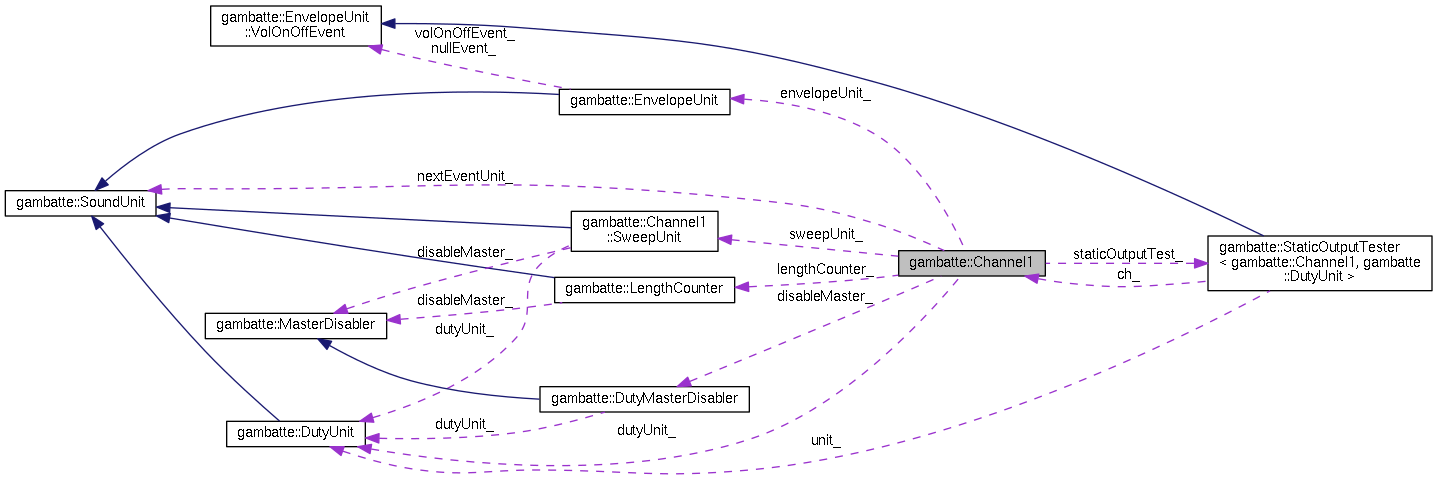 gambatte::EnvelopeUnit
::VolOnOffEvent
volOnOffEvent_
nullEvent_
gambatte::EnvelopeUnit
envelopeUnit_
nextEventUnit_
gambatte::SoundUnit
gambatte::Channel1
::SweepUnit
sweepUnit_
disableMaster_
gambatte::Channel1
staticOutputTest_
ch_
gambatte::StaticOutputTester
< gambatte::Channel1, gambatte
::DutyUnit >
lengthCounter_
gambatte::LengthCounter
disableMaster_
disableMaster_
gambatte::MasterDisabler
dutyUnit_
gambatte::DutyMasterDisabler
gambatte::DutyUnit
dutyUnit_
dutyUnit_
unit_